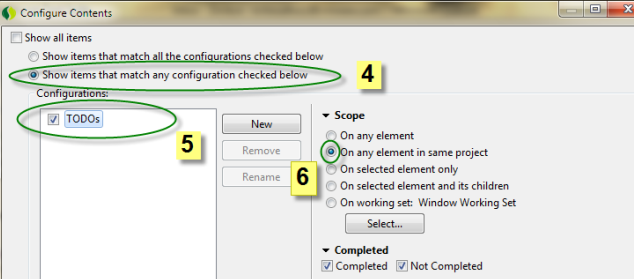 Configure Contents
Show all items
Show items that match all the configurations checked below
Show items that match any configuration checked below
4
Configurations:
TODOs
5
New
Remove
Rename
6
Scope
On any element
On any element in same project
On selected element only
On selected element and its children
On working set: Window Working Set
Select...
Completed
Completed Not Completed